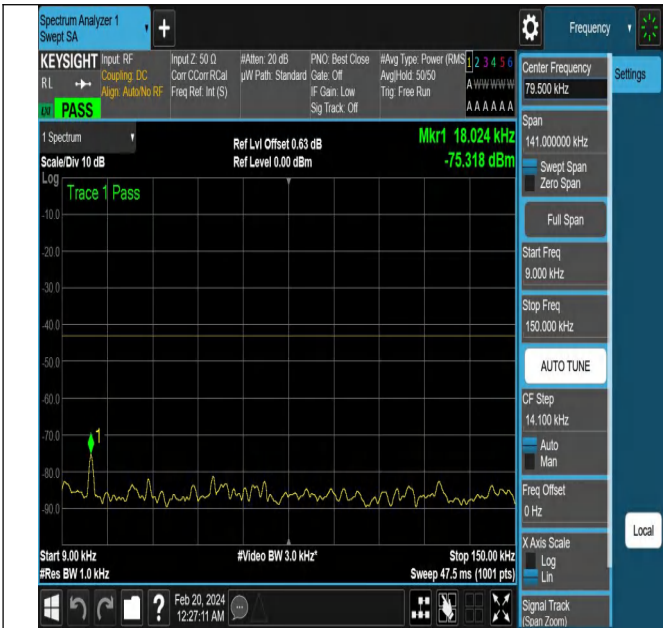 Spectrum Analyzer 1
Swept SA
+
Frequency
KEYSIGHT
RL
PASS
Input: RF
Coupling: DC
Align: Auto/No RF
Input Z: 50 Ω
Corr CCorr RCal
Freq Ref: Int (S)
#Atten: 20 dB
µW Path: Standard
PNO: Best Close
Gate: Off
IF Gain: Low
Sig Track: Off
#Avg Type: Power (RMS
Avg|Hold: 50/50
Trig: Free Run
1 2 3 4 5 6
A W W W W W
A A A A A A
1 Spectrum
Scale/Div 10 dB
Log
Ref Lvl Offset 0.63 dB
Ref Level 0.00 dBm
Mkr1 18.024 kHz
-75.318 dBm
Trace 1 Pass
-10.0
-20.0
-30.0
-40.0
-50.0
-60.0
-70.0
-80.0
-90.0
1
Start 9.00 kHz
#Res BW 1.0 kHz
#Video BW 3.0 kHz*
Stop 150.00 kHz
Sweep 47.5 ms (1001 pts)
?
Feb 20, 2024
12:27:11 AM
Center Frequency
79.500 kHz
Settings
Span
141.000000 kHz
Swept Span
Zero Span
Full Span
Start Freq
9.000 kHz
Stop Freq
150.000 kHz
AUTO TUNE
CF Step
14.100 kHz
Auto
Man
Freq Offset
0 Hz
X Axis Scale
Log
Lin
Local
Signal Track
(Span Zoom)